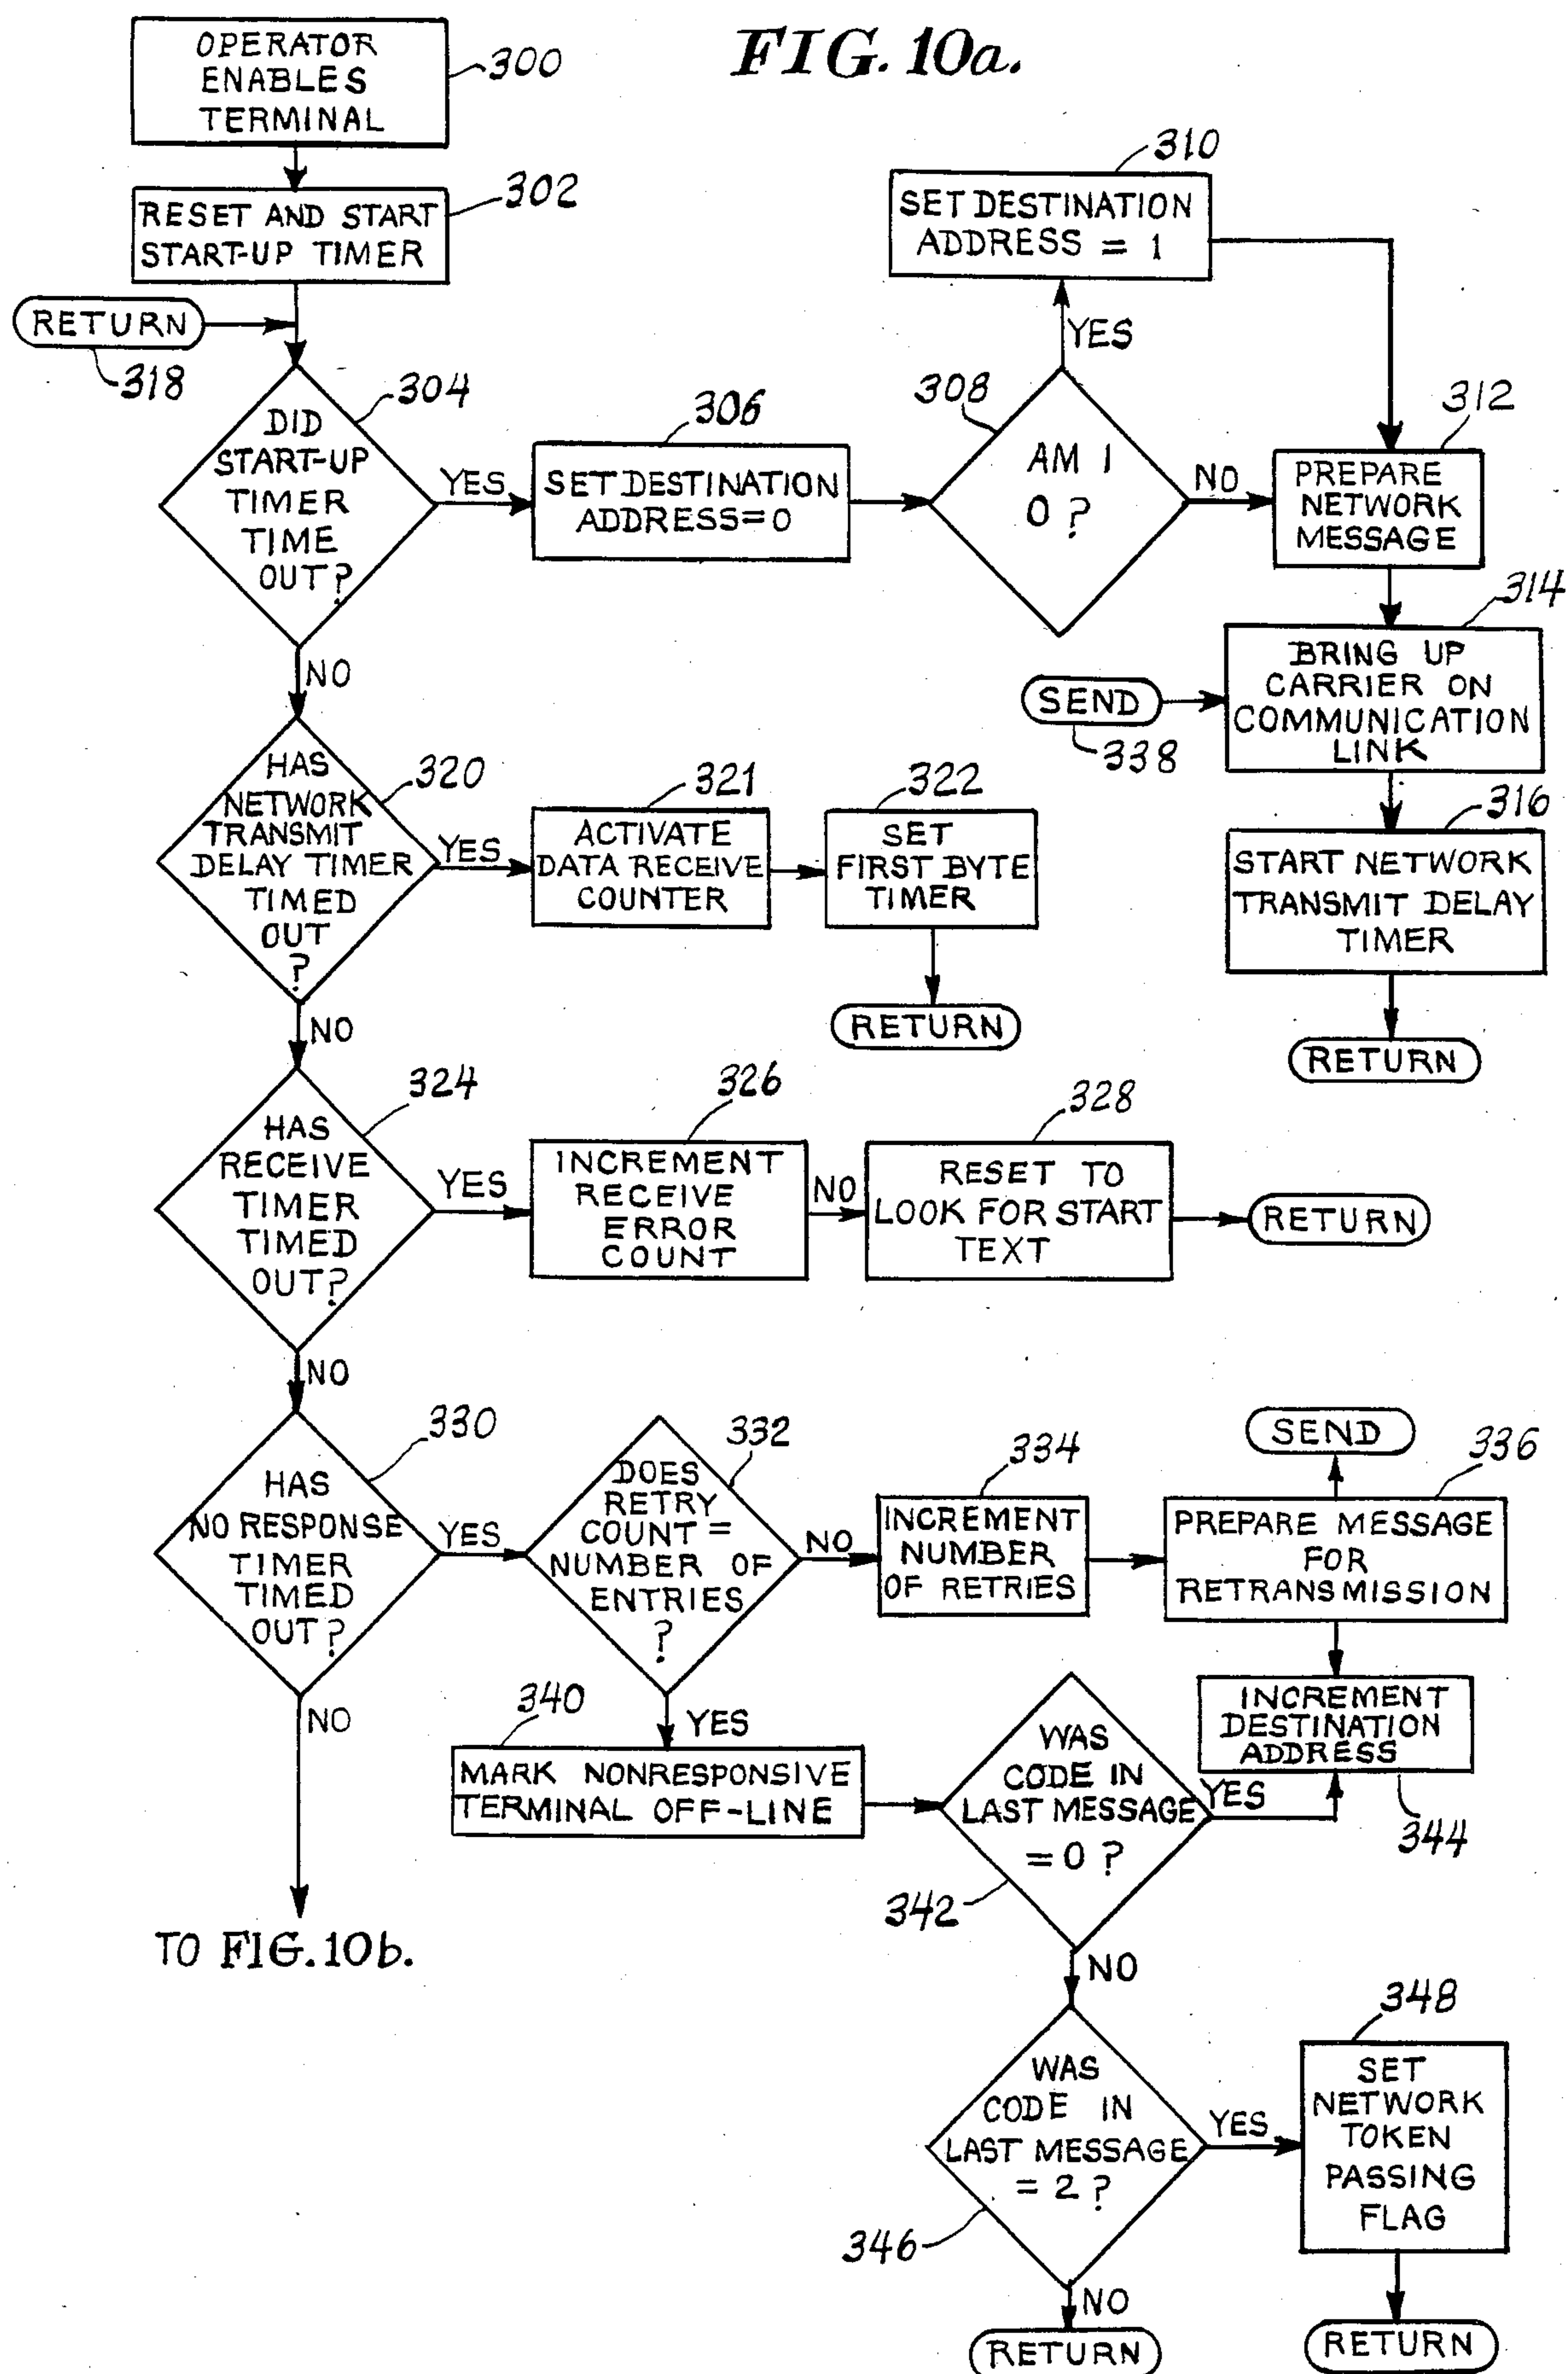 FIG. 10a.
OPERATOR
ENABLES
TERMINAL
300
RESET AND START
START-UP TIMER
302
RETURN
318
DID
START-UP
TIMER
TIME
OUT?
304
YES
NO
306
SET DESTINATION
ADDRESS=0
308
AM I
0 ?
YES
NO
310
SET DESTINATION
ADDRESS = 1
312
PREPARE
NETWORK
MESSAGE
314
BRING UP
CARRIER ON
COMMUNICATION
LINK
SEND
338
316
START NETWORK
TRANSMIT DELAY
TIMER
RETURN
HAS
NETWORK
TRANSMIT
DELAY TIMER
TIMED
OUT
?
320
YES
NO
321
ACTIVATE
DATA RECEIVE
COUNTER
322
SET
FIRST BYTE
TIMER
RETURN
HAS
RECEIVE
TIMER
TIMED
OUT?
324
YES
NO
326
INCREMENT
RECEIVE
ERROR
COUNT
NO
328
RESET TO
LOOK FOR START
TEXT
RETURN
HAS
NO RESPONSE
TIMER
TIMED
OUT?
330
YES
NO
TO FIG.10b.
332
DOES
RETRY
COUNT =
NUMBER OF
ENTRIES
?
NO
YES
334
INCREMENT
NUMBER
OF RETRIES
SEND
336
PREPARE MESSAGE
FOR
RETRANSMISSION
INCREMENT
DESTINATION
ADDRESS
344
340
MARK NONRESPONSIVE
TERMINAL OFF-LINE
WAS
CODE IN
LAST MESSAGE
= 0 ?
342
YES
NO
WAS
CODE IN
LAST MESSAGE
= 2 ?
346
YES
NO
RETURN
348
SET
NETWORK
TOKEN
PASSING
FLAG
RETURN